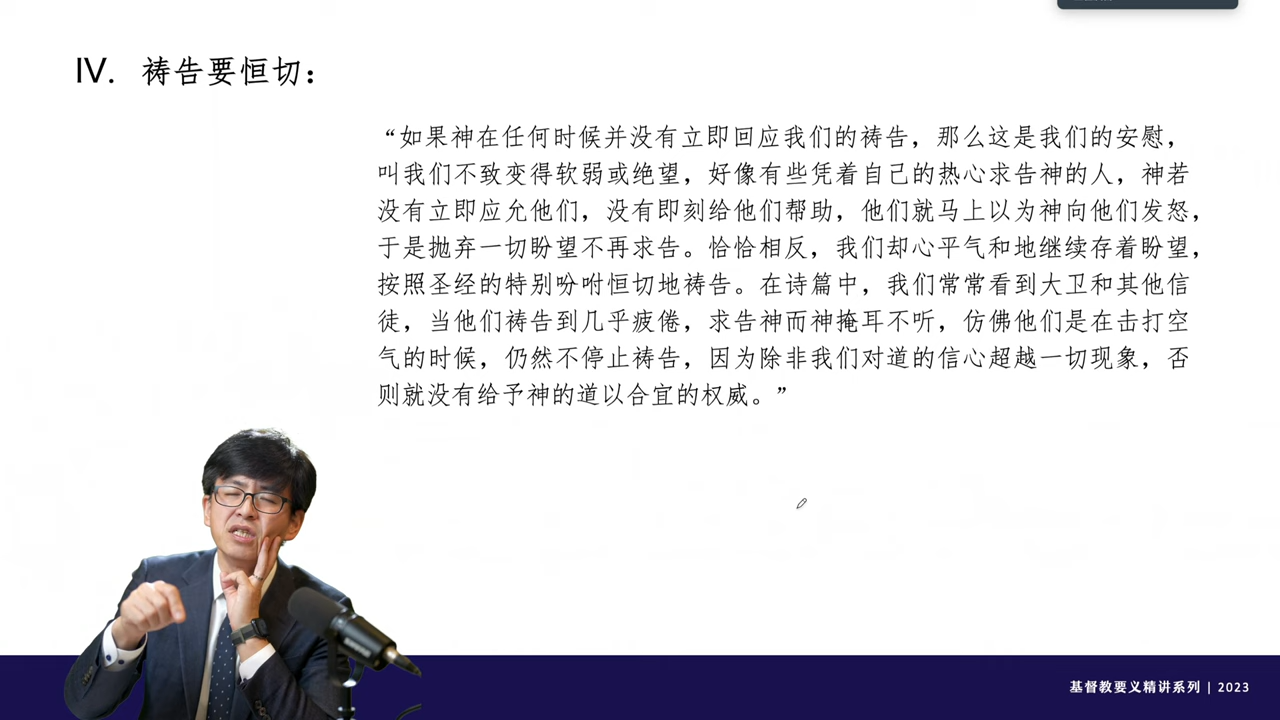 IV. 祷告要恒切：
“如果神在任何时候并没有立即回应我们的祷告，那么这是我们的安慰，
叫我们不致变得软弱或绝望，好像有些凭着自己的热心求告神的人，神若
没有立即应允他们，没有即刻给他们帮助，他们就马上以为神向他们发怒，
于是抛弃一切盼望不再求告。恰恰相反，我们却心平气和地继续存着盼望，
按照圣经的特别吩咐恒切地祷告。在诗篇中，我们常常看到大卫和其他信
徒，当他们祷告到几乎疲倦，求告神而神掩耳不听，仿佛他们是在击打空
气的时候，仍然不停止祷告，因为除非我们对道的信心超越一切现象，否
则就没有给予神的道以合宜的权威。”
基督教要义精讲系列 | 2023